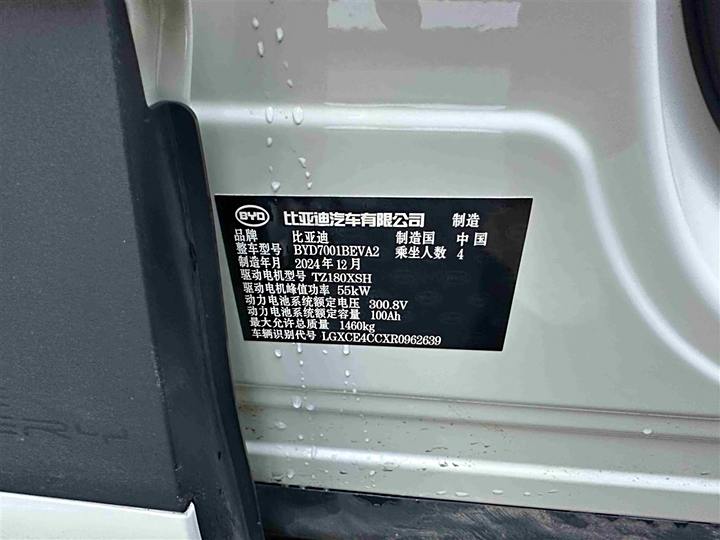 BYD 比亚迪汽车有限公司 制造
品牌 比亚迪 制造国 中国
整车型号 BYD7001BEVA2 乘坐人数 4
制造年月 2024年12月
驱动电机型号 TZ180XSH
驱动电机峰值功率 55kW
动力电池系统额定电压 300.8V
动力电池系统额定容量 100Ah
最大允许总质量 1460kg
车辆识别代号 LGXCE4CCXR0962639